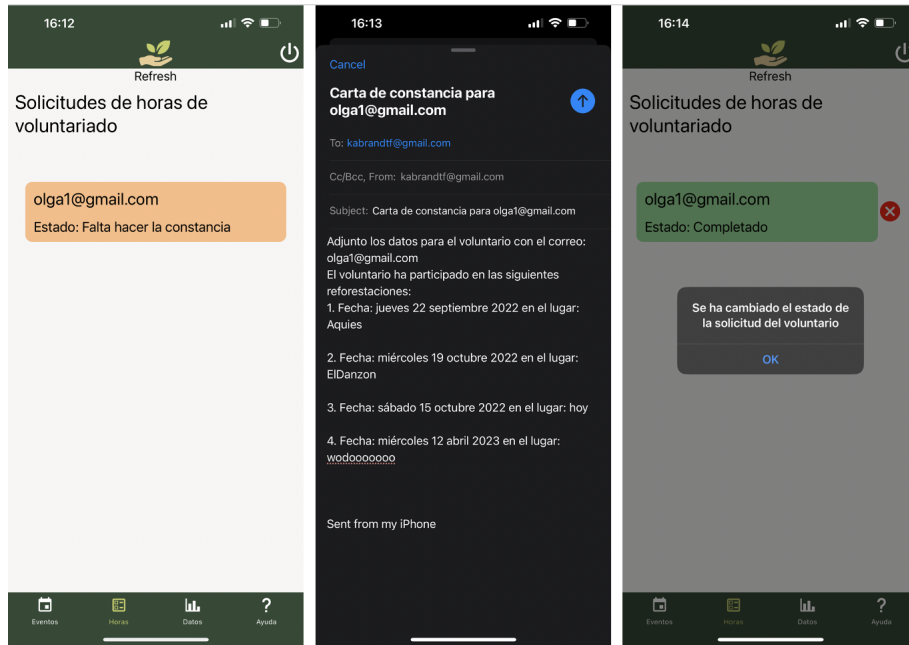 16:12
Refresh
Solicitudes de horas de
voluntariado
olga1@gmail.com
Estado: Falta hacer la constancia
Eventos
Horas
Datos
Ayuda
16:13
Cancel
Carta de constancia para
olga1@gmail.com
To: kabrandtf@gmail.com
Cc/Bcc, From: kabrandtf@gmail.com
Subject: Carta de constancia para olga1@gmail.com
Adjunto los datos para el voluntario con el correo:
olga1@gmail.com
El voluntario ha participado en las siguientes
reforestaciones:
1. Fecha: jueves 22 septiembre 2022 en el lugar:
Aquies
2. Fecha: miércoles 19 octubre 2022 en el lugar:
ElDanzon
3. Fecha: sábado 15 octubre 2022 en el lugar: hoy
4. Fecha: miércoles 12 abril 2023 en el lugar:
wodooooooo
Sent from my iPhone
16:14
Refresh
Solicitudes de horas de
voluntariado
olga1@gmail.com
Estado: Completado
Se ha cambiado el estado de
la solicitud del voluntario
OK
Eventos
Horas
Datos
Ayuda